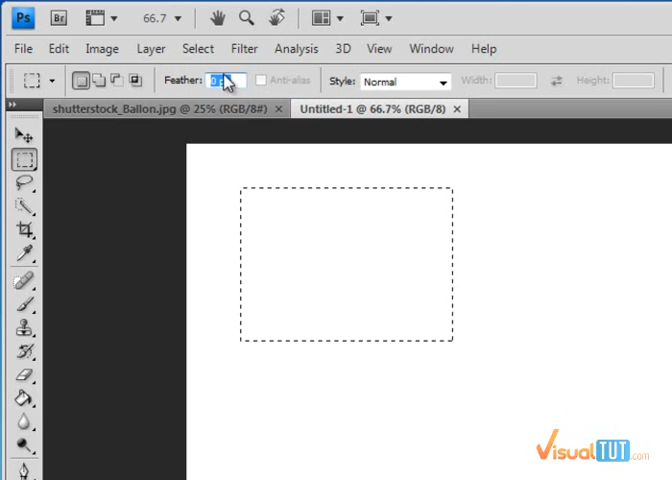 Ps Br 66.7
File Edit Image Layer Select Filter Analysis 3D View Window Help
Feather: 0 Anti-alias Style: Normal Width: Height:
shutterstock_Ballon.jpg @ 25% (RGB/8#) × Untitled-1 @ 66.7% (RGB/8) ×
VisualTUT.com